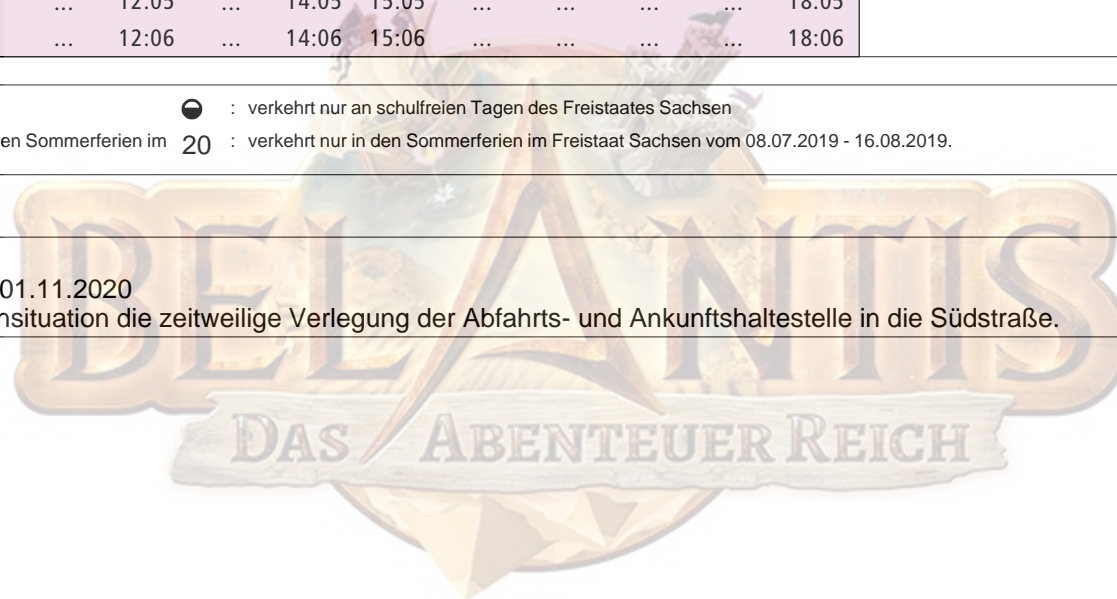 ... 12:05 ... 14:05 15:05 ... ... ... ... 18:05
... 12:06 ... 14:06 15:06 ... ... ... ... 18:06
: verkehrt nur an schulfreien Tagen des Freistaates Sachsen
en Sommerferien im 20 : verkehrt nur in den Sommerferien im Freistaat Sachsen vom 08.07.2019 - 16.08.2019.
01.11.2020
nsituation die zeitweilige Verlegung der Abfahrts- und Ankunftshaltestelle in die Südstraße.
BELANTIS
DAS ABENTEUER REICH